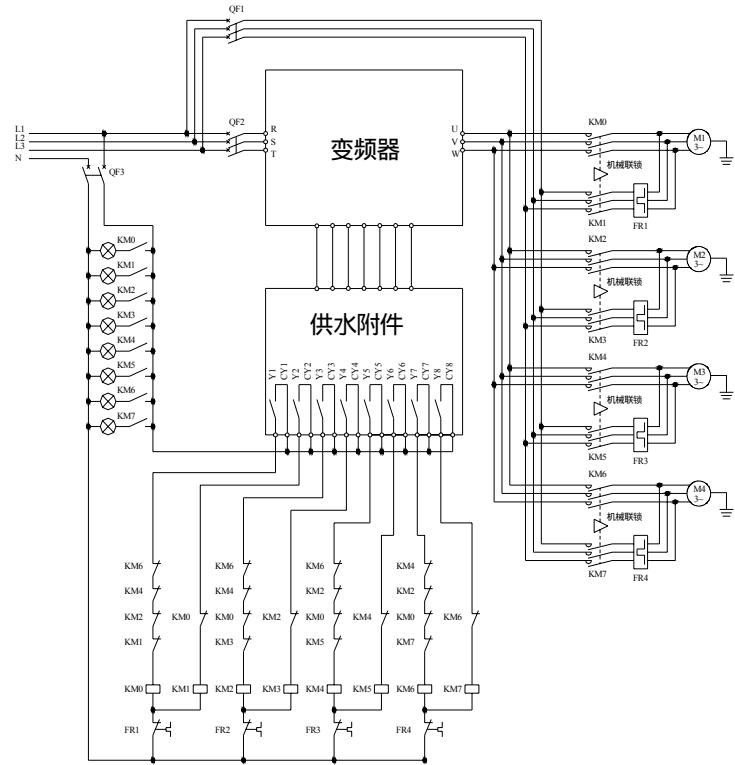 QF1
L1
L2
L3
N
QF2
R
S
T
变频器
U
V
W
KM0
M1
3~
机械联锁
KM1
FR1
QF3
KM0
KM1
KM2
KM3
KM4
KM5
KM6
KM7
供水附件
Y1 CY1 Y2 CY2 Y3 CY3 Y4 CY4 Y5 CY5 Y6 CY6 Y7 CY7 Y8 CY8
KM2
M2
3~
机械联锁
KM3
FR2
KM4
M3
3~
机械联锁
KM5
FR3
KM6
M4
3~
机械联锁
KM7
FR4
KM6 KM6 KM6 KM4
KM4 KM4 KM2 KM2
KM2 KM0 KM0 KM2 KM0 KM4 KM0 KM6
KM1 KM3 KM5 KM7
KM0 KM1 KM2 KM3 KM4 KM5 KM6 KM7
FR1 FR2 FR3 FR4